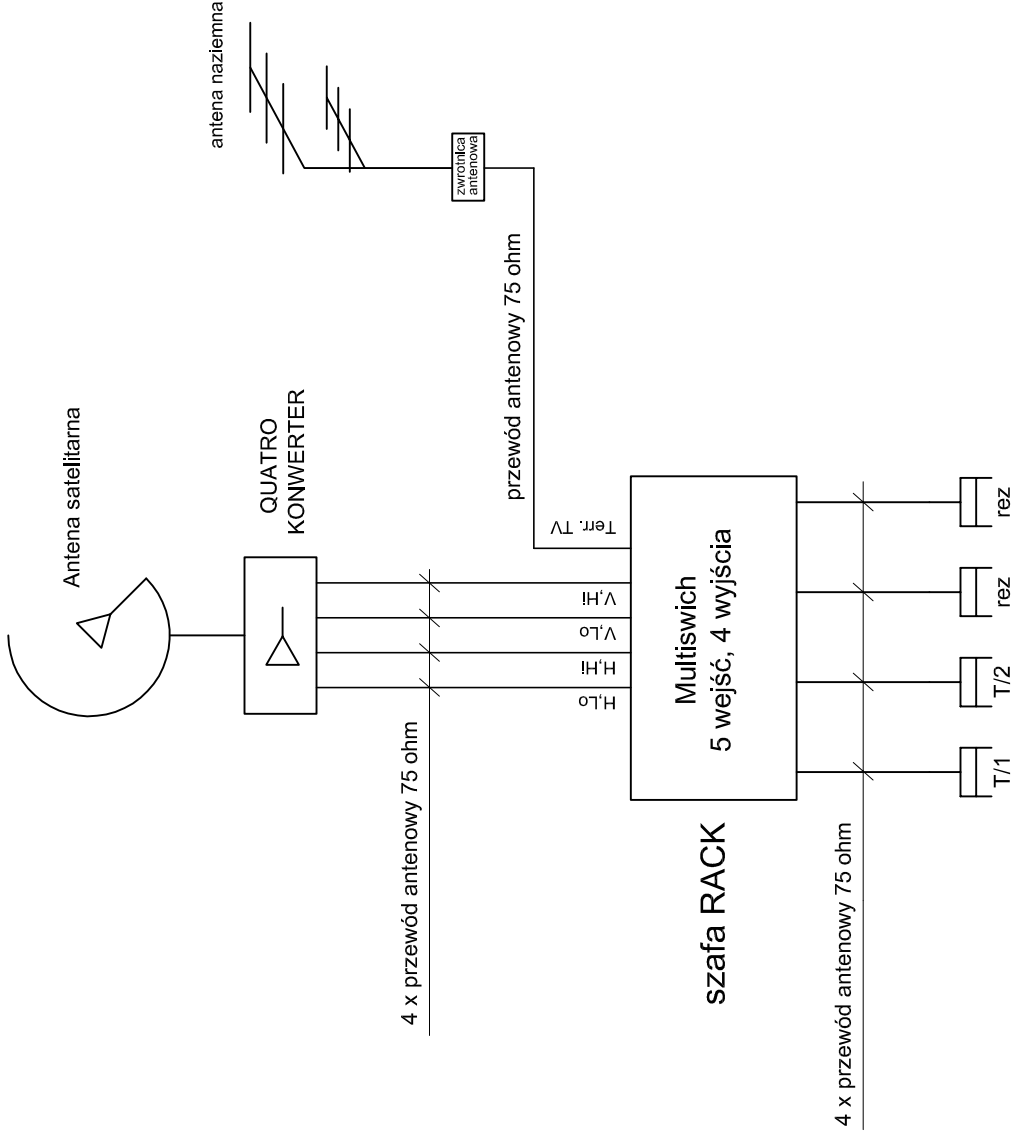 antena naziemna
zwrotnica
antenowa
przewód antenowy 75 ohm
Antena satelitarna
QUATRO
KONWERTER
Terr. TV
V,Hi
V,Lo
H,Hi
H,Lo
4 x przewód antenowy 75 ohm
Multiswich
5 wejść, 4 wyjścia
szafa RACK
4 x przewód antenowy 75 ohm
T/1
T/2
rez
rez